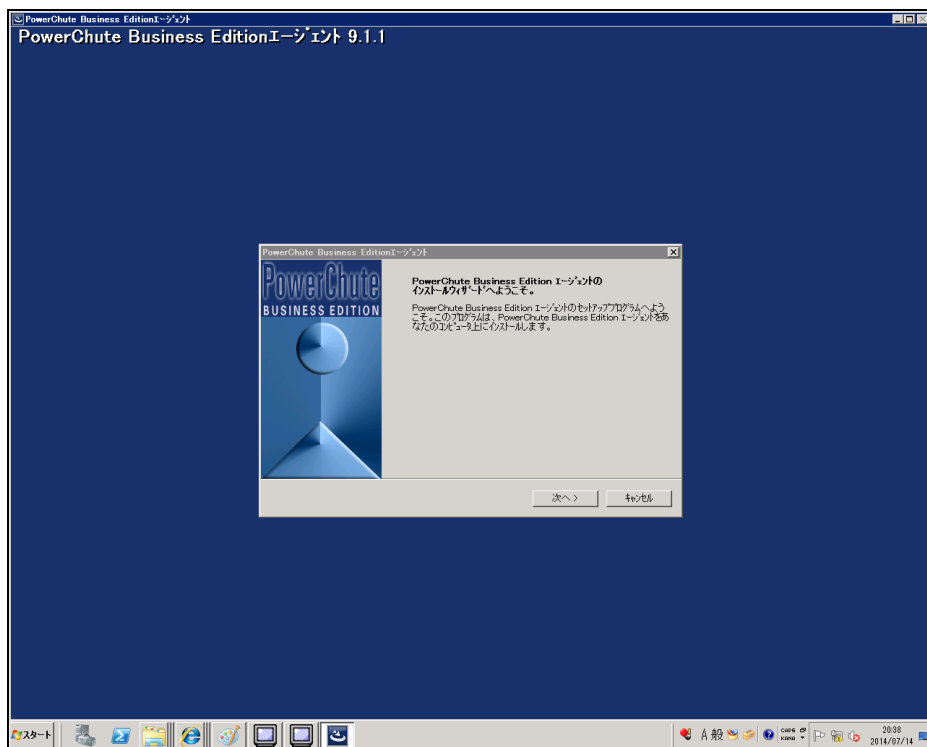 PowerChute Business Editionｴｰｼﾞｪﾝﾄ
PowerChute Business Editionｴｰｼﾞｪﾝﾄ 9.1.1
PowerChute Business Editionｴｰｼﾞｪﾝﾄ
PowerChute
BUSINESS EDITION
PowerChute Business Edition ｴｰｼﾞｪﾝﾄの
ｲﾝｽﾄｰﾙｳｨｻﾞｰﾄﾞへようこそ。
PowerChute Business Edition ｴｰｼﾞｪﾝﾄのｾｯﾄｱｯﾌﾟﾌﾟﾛｸﾞﾗﾑへよう
こそ。このﾌﾟﾛｸﾞﾗﾑは、PowerChute Business Edition ｴｰｼﾞｪﾝﾄをあ
なたのｺﾝﾋﾟｭｰﾀ上にｲﾝｽﾄｰﾙします。
次へ >
ｷｬﾝｾﾙ
ｽﾀｰﾄ
A 般
CAPS
KANA
20:38
2014/07/14